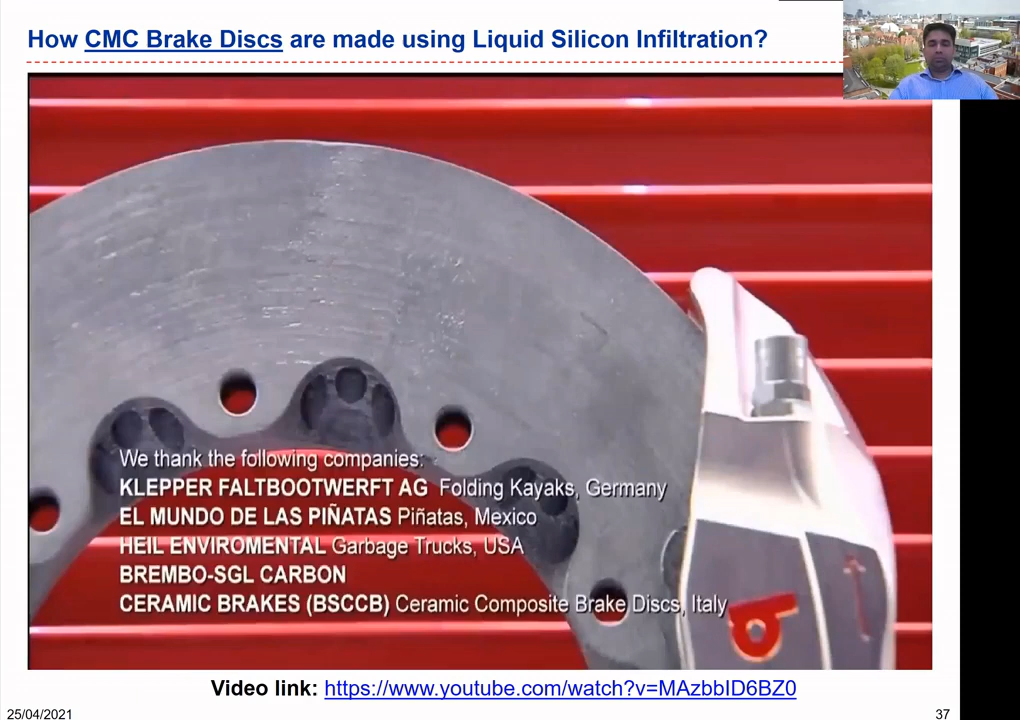 How CMC Brake Discs are made using Liquid Silicon Infiltration?
We thank the following companies:
KLEPPER FALTBOOTWERFT AG Folding Kayaks, Germany
EL MUNDO DE LAS PIÑATAS Piñatas, Mexico
HEIL ENVIROMENTAL Garbage Trucks, USA
BREMBO-SGL CARBON
CERAMIC BRAKES (BSCCB) Ceramic Composite Brake Discs, Italy
Video link: https://www.youtube.com/watch?v=MAzbbID6BZ0
25/04/2021
37